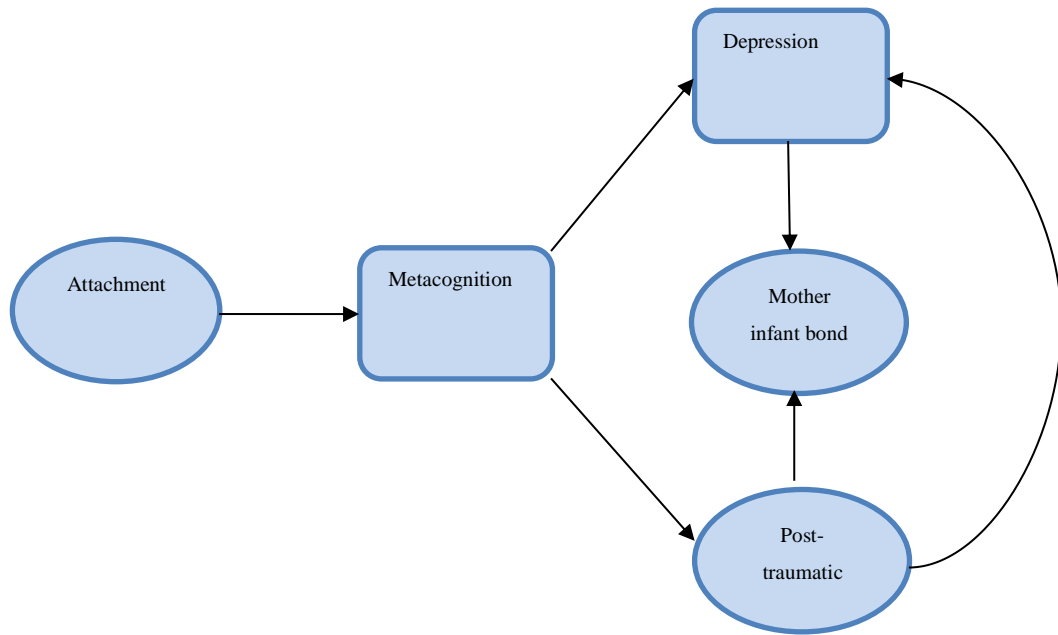 Depression
Attachment
Metacognition
Mother
infant bond
Post-
traumatic